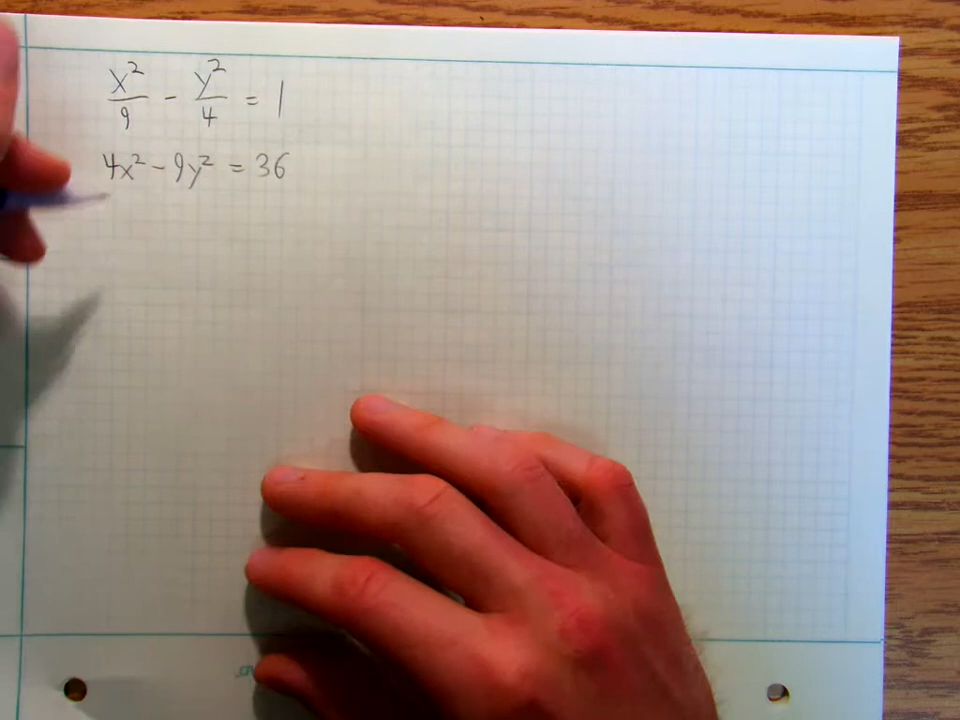 x²/9 - y²/4 = 1
4x² - 9y² = 36